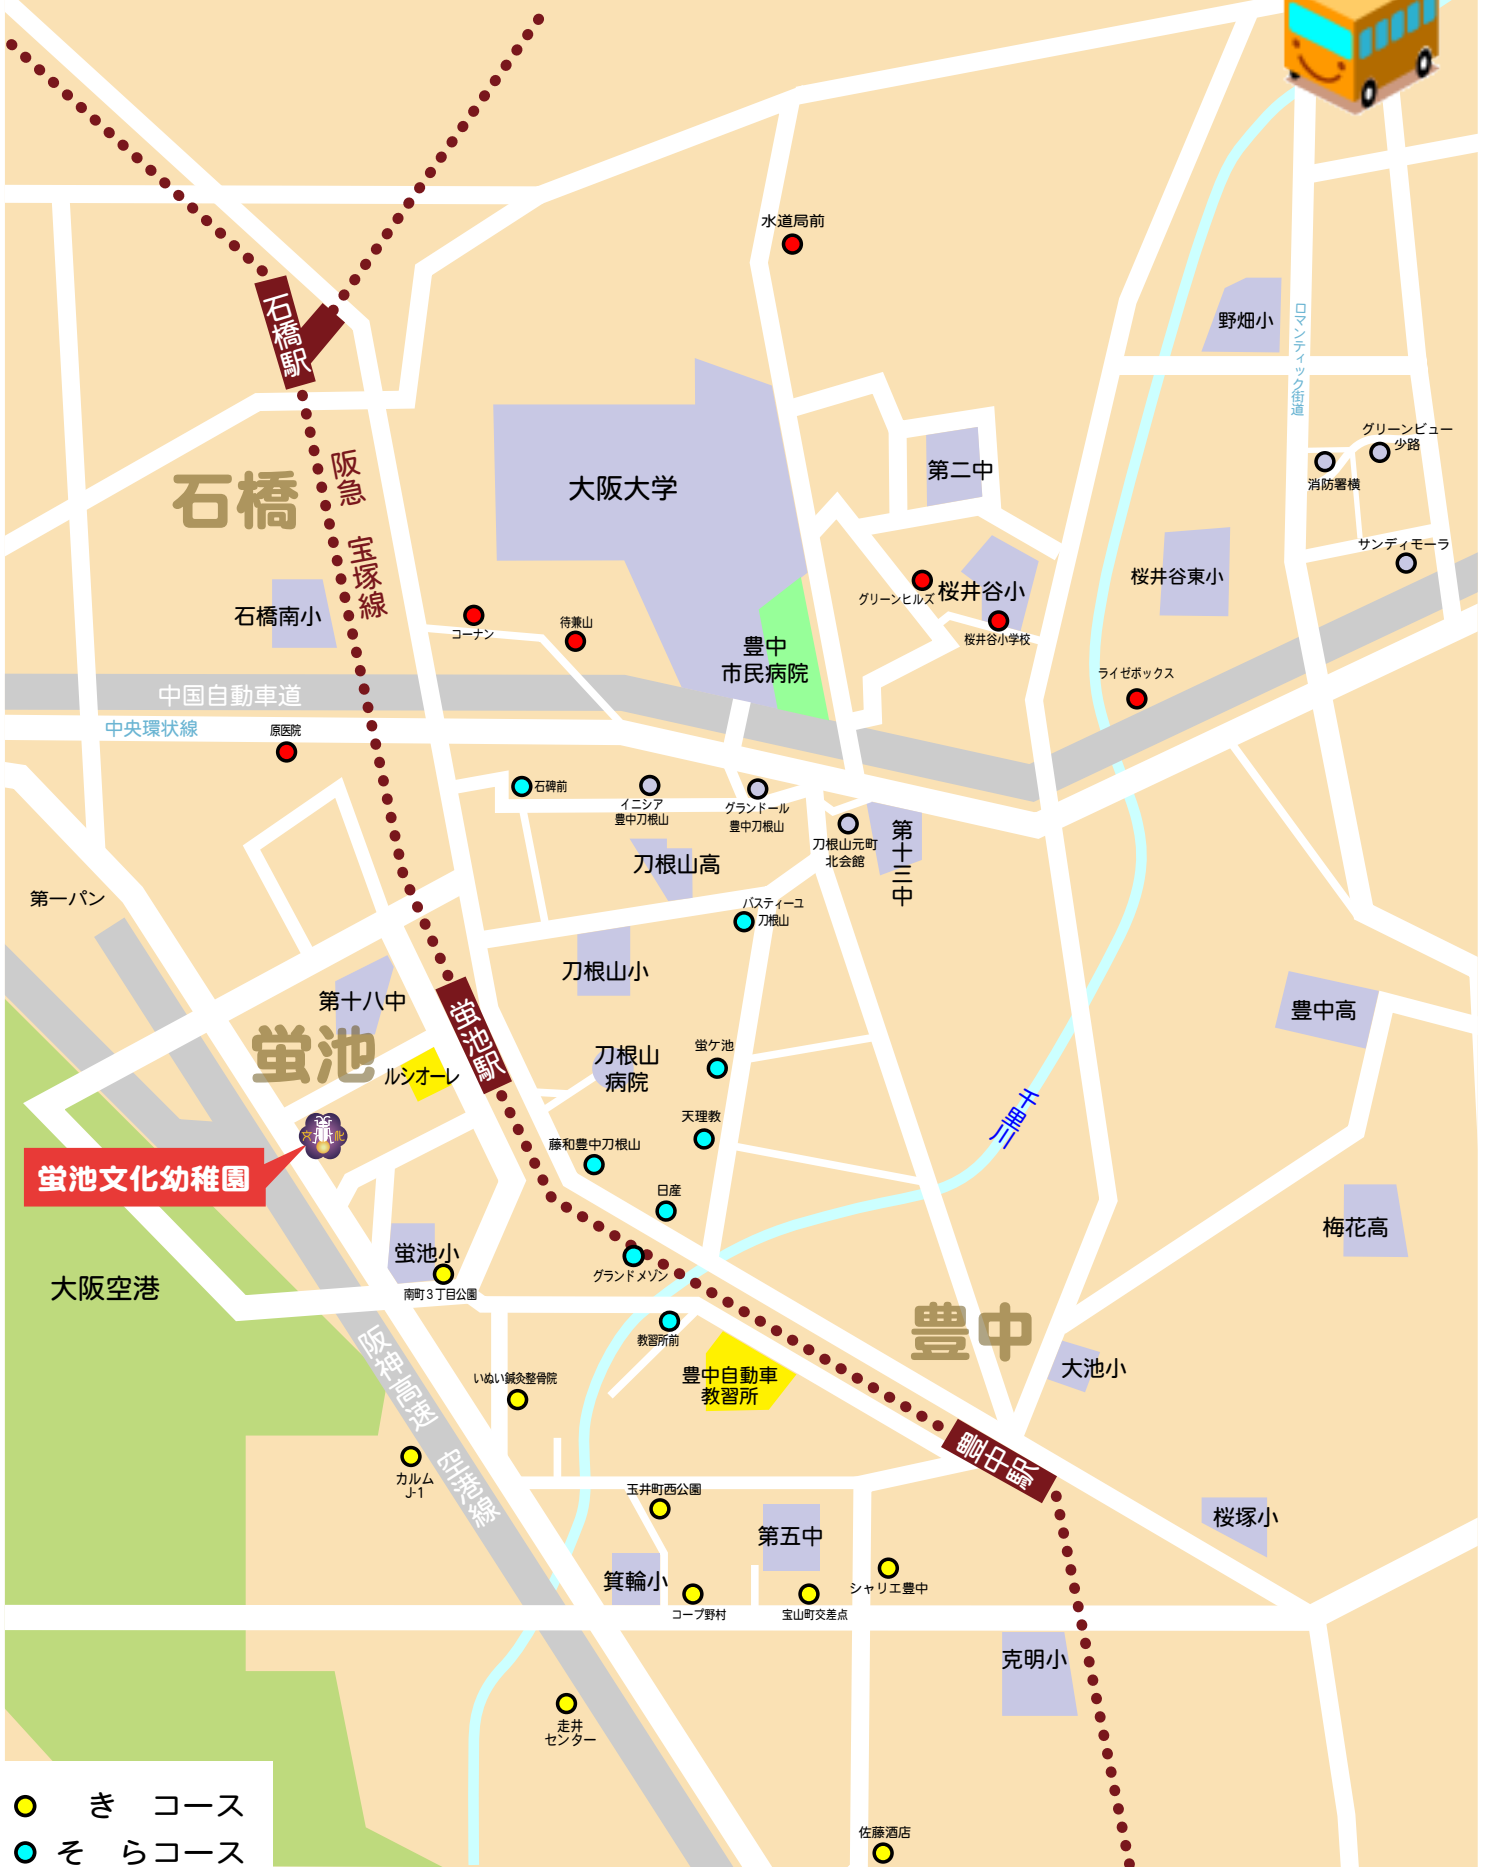 水道局前
石橋駅
野畑小
ロマンティック街道
グリーンビュー
少路
消防署横
サンディモーラ
阪急 宝塚線
石橋
大阪大学
第二中
石橋南小
コーナン
待兼山
グリーンヒルズ
桜井谷小
桜井谷小学校
桜井谷東小
豊中
市民病院
ライゼボックス
中国自動車道
中央環状線
原医院
石碑前
イニシア
豊中刀根山
グランドール
豊中刀根山
刀根山元町
北会館
第十三中
刀根山高
第一パン
パスティーユ
刀根山
刀根山小
第十八中
蛍池
蛍池駅
ルシオーレ
刀根山
病院
蛍ケ池
豊中高
千里川
文
化
天理教
藤和豊中刀根山
蛍池文化幼稚園
日産
梅花高
蛍池小
南町3丁目公園
グランドメゾン
大阪空港
教習所前
豊中
大池小
阪神高速 空港線
いぬい鍼灸整骨院
豊中自動車
教習所
豊中駅
カルム
J-1
玉井町西公園
第五中
桜塚小
箕輪小
コープ野村
宝山町交差点
シャリエ豊中
克明小
走井
センター
き コース
そ らコース
佐藤酒店